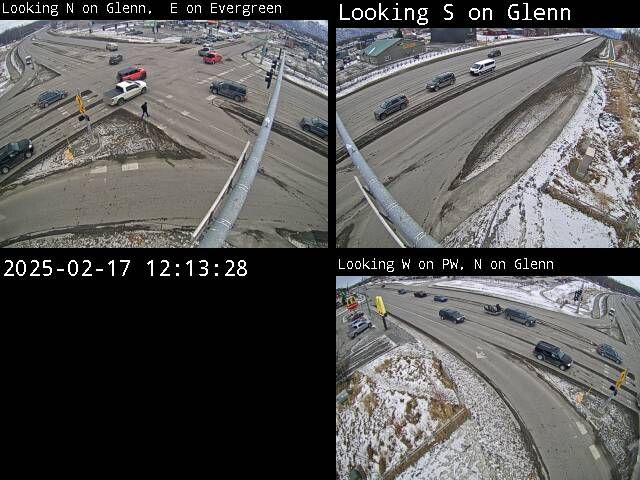 Looking N on Glenn,  E on Evergreen
Looking S on Glenn
2025-02-17 12:13:28
Looking W on PW, N on Glenn